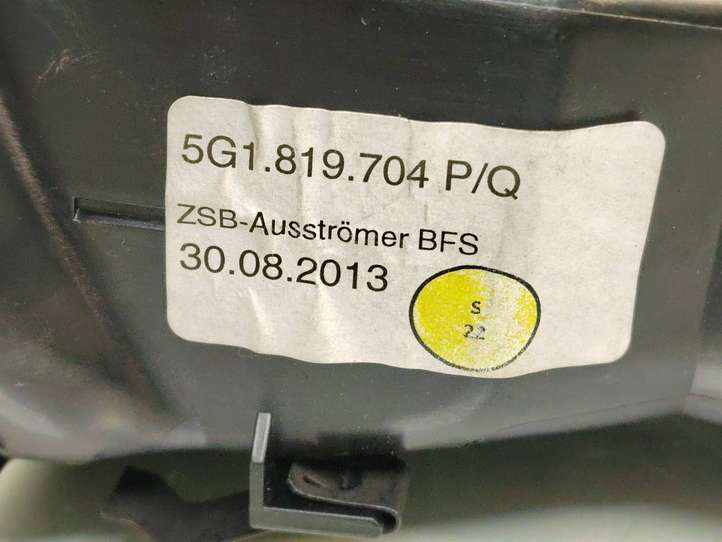 5G1.819.704 P/Q
ZSB-Ausströmer BFS
30.08.2013
S
22